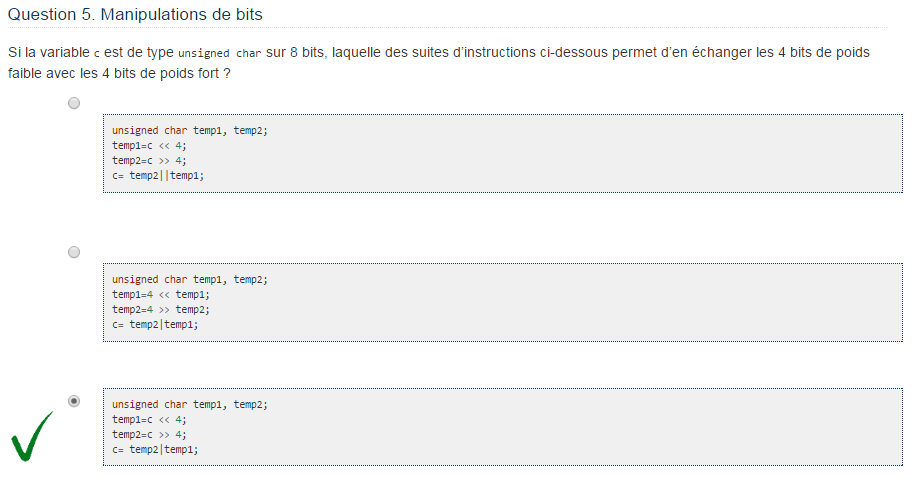 Question 5. Manipulations de bits
Si la variable c est de type unsigned char sur 8 bits, laquelle des suites d'instructions ci-dessous permet d'en échanger les 4 bits de poids
faible avec les 4 bits de poids fort ?
unsigned char temp1, temp2;
temp1=c << 4;
temp2=c >> 4;
c= temp2||temp1;
unsigned char temp1, temp2;
temp1=4 << temp1;
temp2=4 >> temp2;
c= temp2|temp1;
unsigned char temp1, temp2;
temp1=c << 4;
temp2=c >> 4;
c= temp2|temp1;